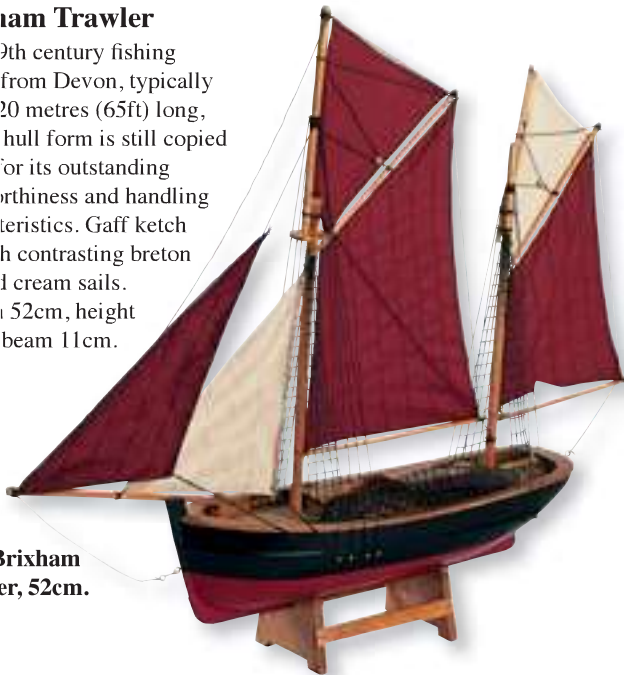 ham Trawler
9th century fishing
from Devon, typically
20 metres (65ft) long,
hull form is still copied
for its outstanding
orthiness and handling
teristics. Gaff ketch
h contrasting breton
d cream sails.
52cm, height
beam 11cm.
Brixham
er, 52cm.